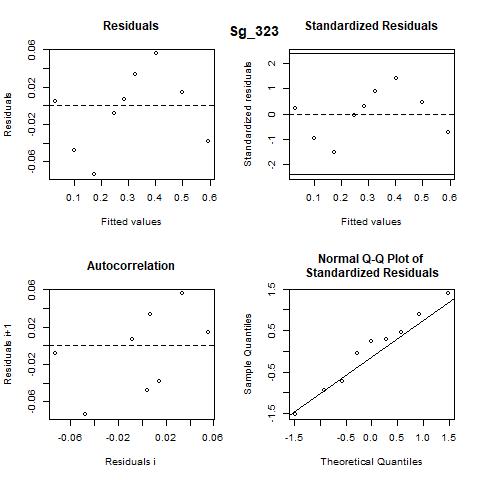 Sg_323
Residuals
Residuals
0.06
0.02
-0.02
-0.06
0.1 0.2 0.3 0.4 0.5 0.6
Fitted values
Standardized Residuals
Standardized residuals
2
1
0
-1
-2
0.1 0.2 0.3 0.4 0.5 0.6
Fitted values
Autocorrelation
Residuals i+1
0.06
0.02
-0.02
-0.06
-0.06 -0.02 0.02 0.06
Residuals i
Normal Q-Q Plot of
Standardized Residuals
Sample Quantiles
1.5
0.5
-0.5
-1.5
-1.5 -0.5 0.0 0.5 1.0 1.5
Theoretical Quantiles